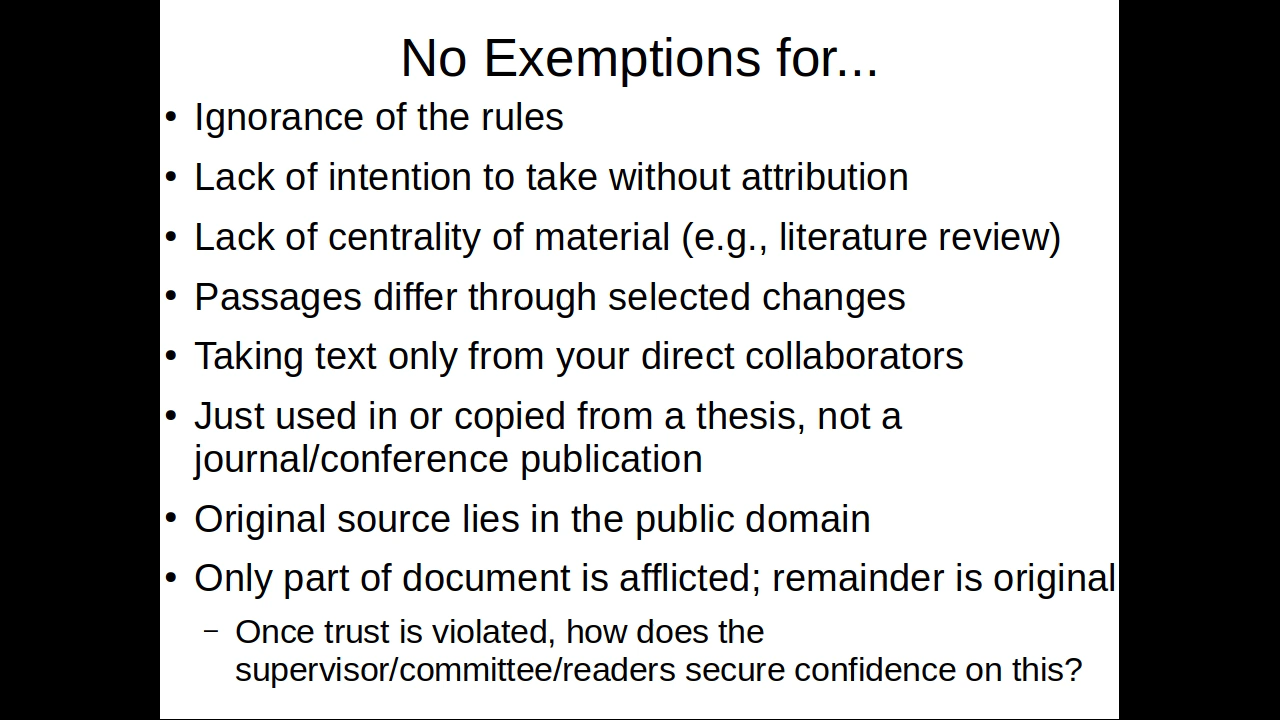 No Exemptions for...
• Ignorance of the rules
• Lack of intention to take without attribution
• Lack of centrality of material (e.g., literature review)
• Passages differ through selected changes
• Taking text only from your direct collaborators
• Just used in or copied from a thesis, not a
journal/conference publication
• Original source lies in the public domain
• Only part of document is afflicted; remainder is original
– Once trust is violated, how does the
supervisor/committee/readers secure confidence on this?